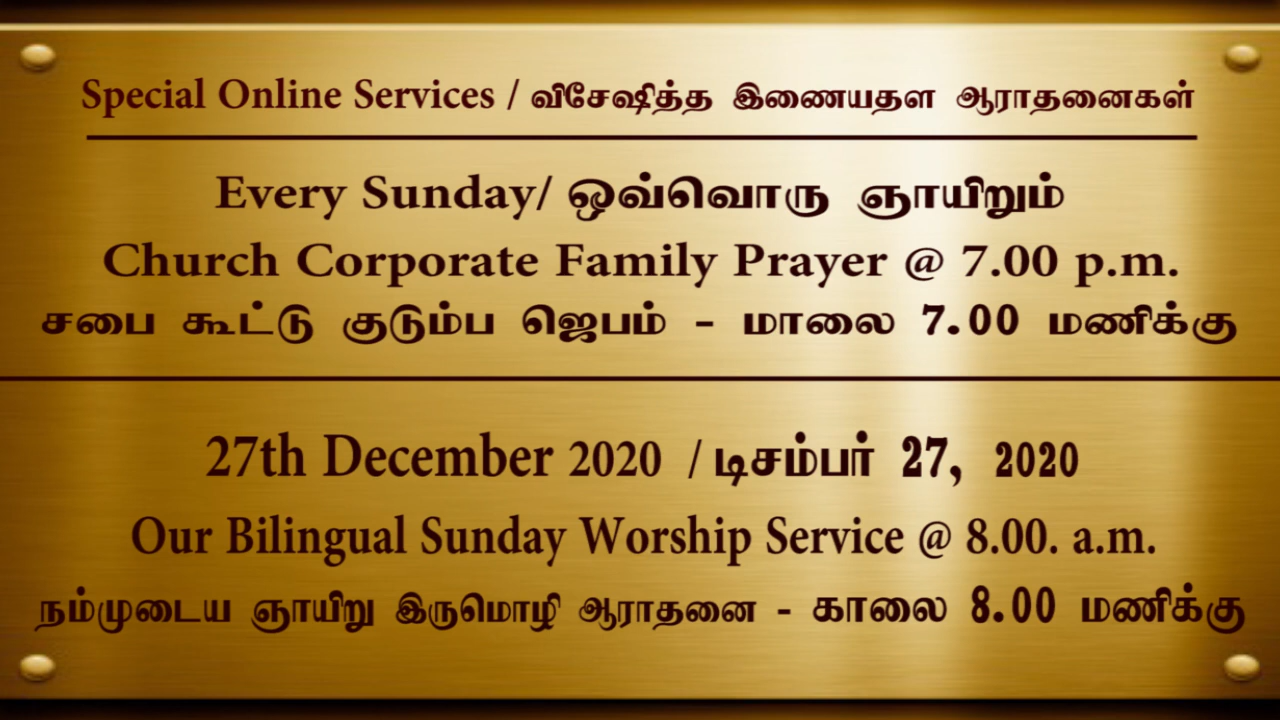 Special Online Services / விசேஷித்த இணையதள ஆராதனைகள்
Every Sunday/ ஒவ்வொரு ஞாயிறும்
Church Corporate Family Prayer @ 7.00 p.m.
சபை கூட்டு குடும்ப ஜெபம் - மாலை 7.00 மணிக்கு
27th December 2020 / டிசம்பர் 27, 2020
Our Bilingual Sunday Worship Service @ 8.00. a.m.
நம்முடைய ஞாயிறு இருமொழி ஆராதனை - காலை 8.00 மணிக்கு